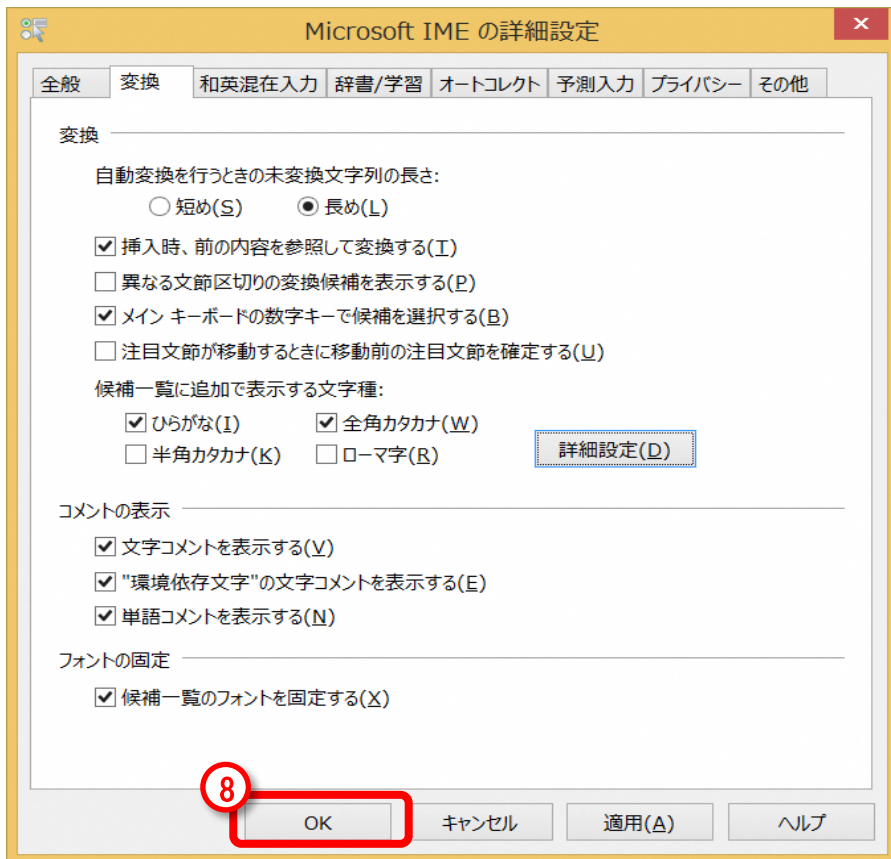 Microsoft IME の詳細設定
全般 変換 和英混在入力 辞書/学習 オートコレクト 予測入力 プライバシー その他
変換
自動変換を行うときの未変換文字列の長さ:
短め(S) 長め(L)
挿入時、前の内容を参照して変換する(T)
異なる文節区切りの変換候補を表示する(P)
メイン キーボードの数字キーで候補を選択する(B)
注目文節が移動するときに移動前の注目文節を確定する(U)
候補一覧に追加で表示する文字種:
ひらがな(I) 全角カタカナ(W)
半角カタカナ(K) ローマ字(R) 詳細設定(D)
コメントの表示
文字コメントを表示する(V)
"環境依存文字"の文字コメントを表示する(E)
単語コメントを表示する(N)
フォントの固定
候補一覧のフォントを固定する(X)
8
OK キャンセル 適用(A) ヘルプ